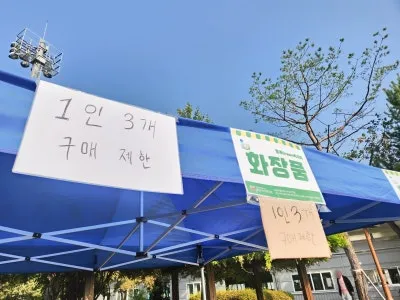 1인 3개
구매 제한
화장품
1인 3개
구매 제한